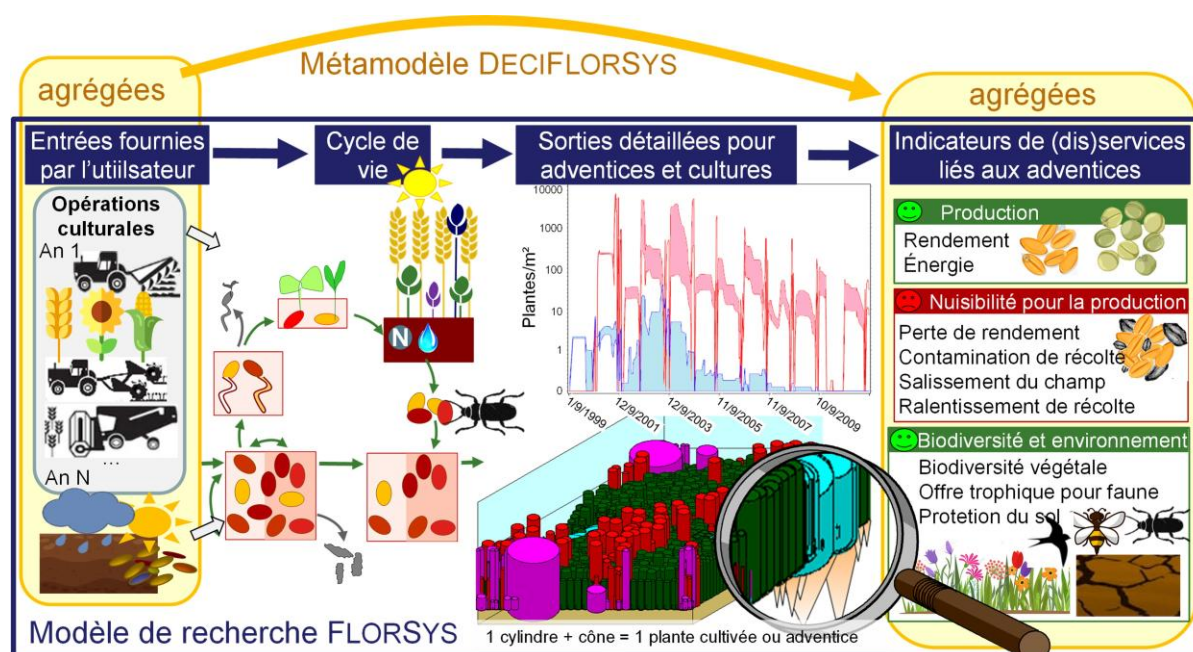 Métamodèle DECIFLORSYS
agrégées
agrégées
Entrées fournies
par l'utiilsateur
Cycle de
vie
Sorties détaillées pour
adventices et cultures
Indicateurs de (dis)services
liés aux adventices
Opérations
culturales
An 1
...
An N
N
Plantes/m²
10000
1000
100
10
1
0
1/9/1999
12/9/2001
12/9/2003
11/9/2005
11/9/2007
10/9/2009
1 cylindre + cône = 1 plante cultivée ou adventice
Production
Rendement
Énergie
Nuisibilité pour la production
Perte de rendement
Contamination de récolte
Salissement du champ
Ralentissement de récolte
Biodiversité et environnement
Biodiversité végétale
Offre trophique pour faune
Protetion du sol
Modèle de recherche FLORSYS